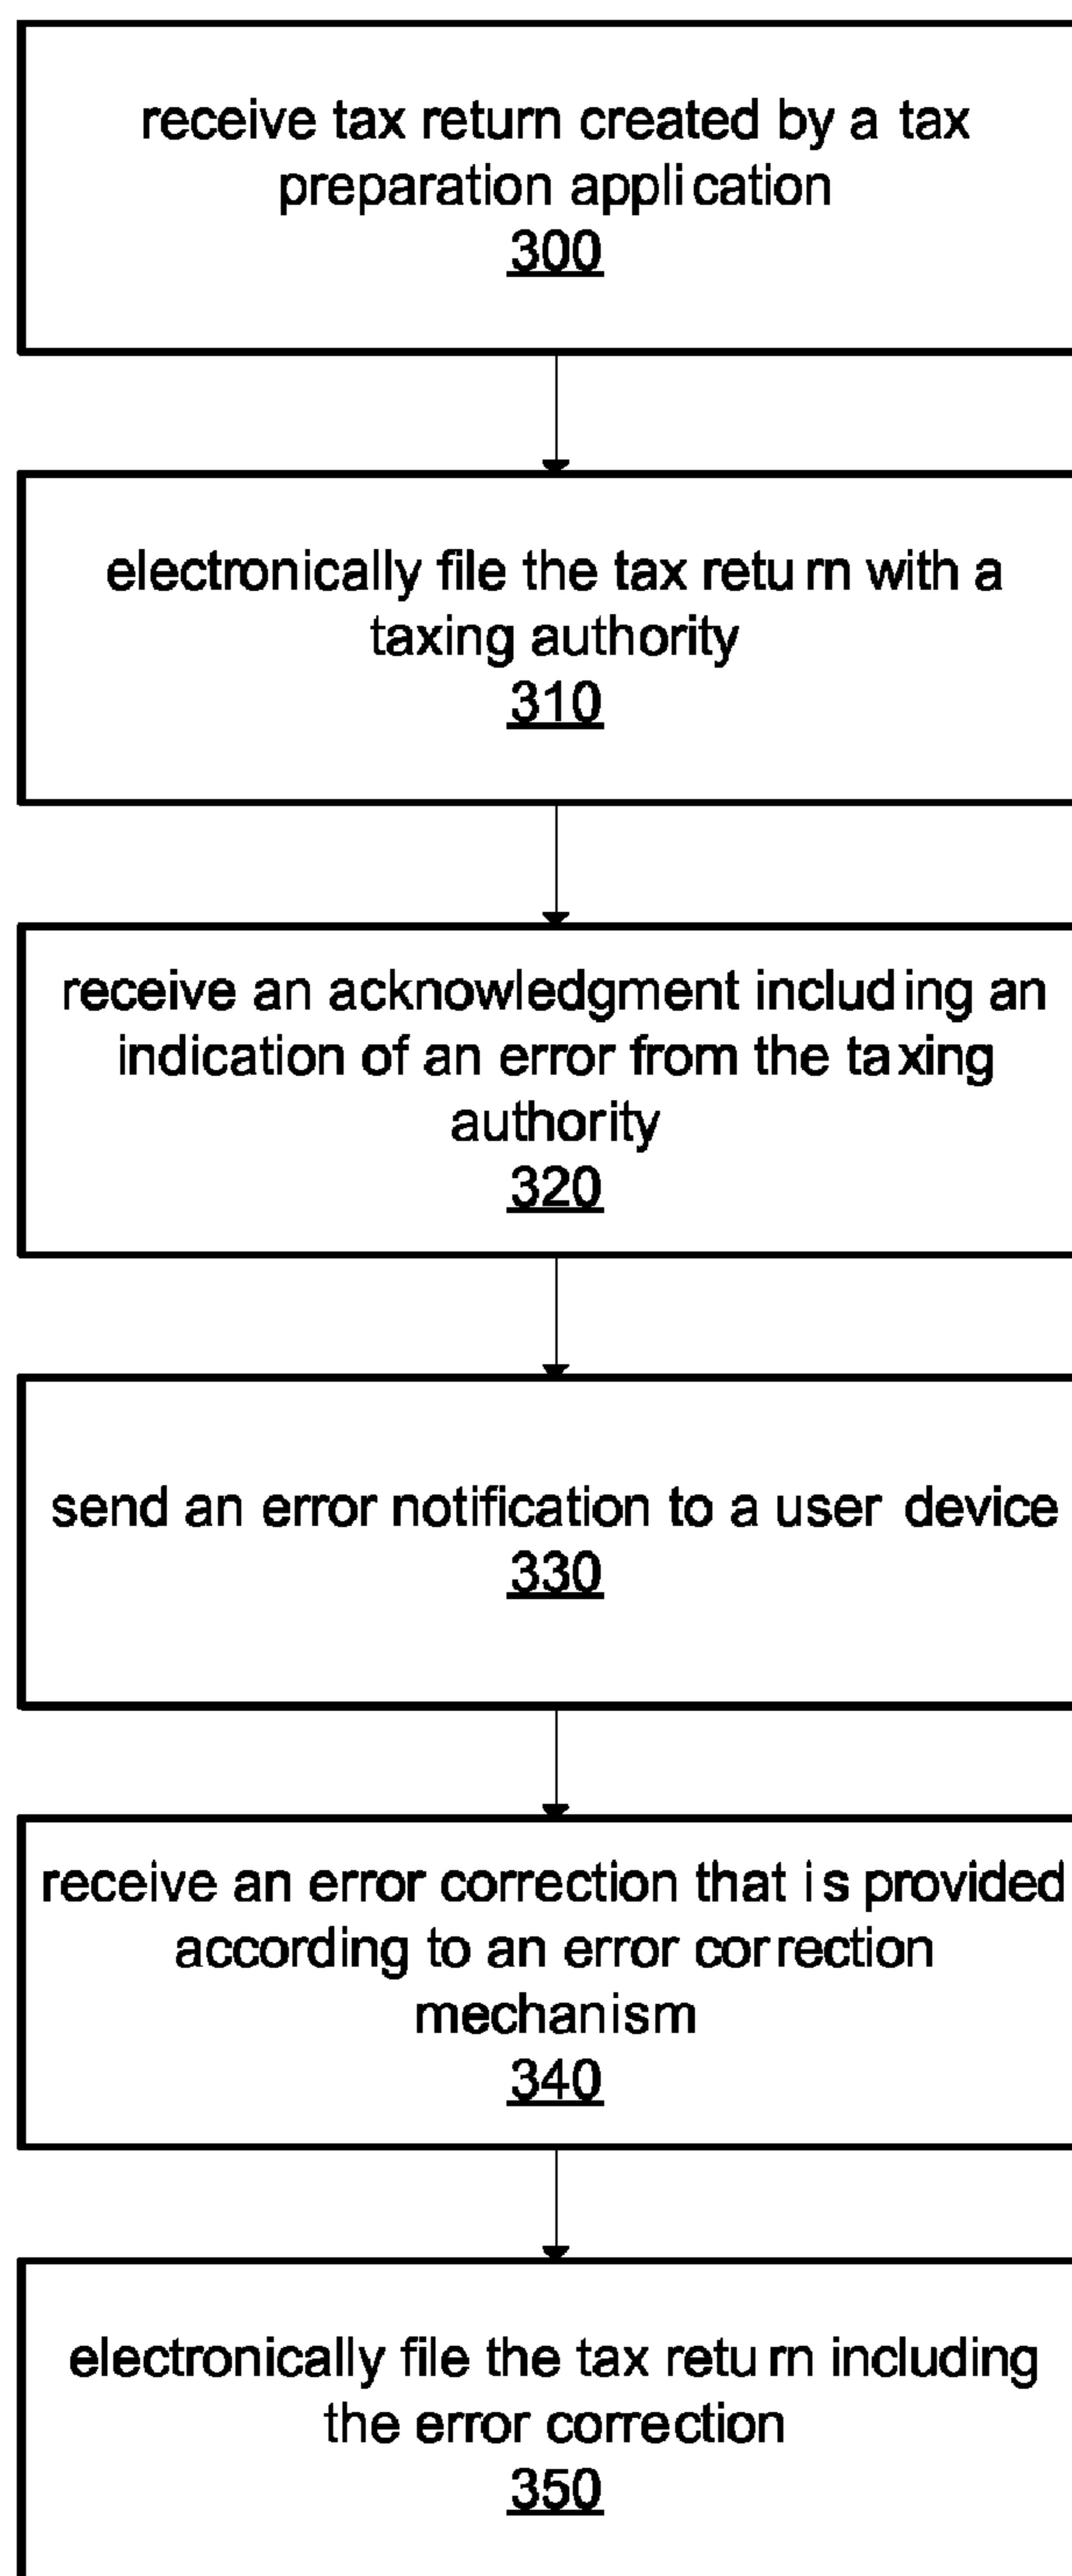 receive tax return created by a tax
preparation application
300
electronically file the tax return with a
taxing authority
310
receive an acknowledgment including an
indication of an error from the taxing
authority
320
send an error notification to a user device
330
receive an error correction that is provided
according to an error correction
mechanism
340
electronically file the tax return including
the error correction
350